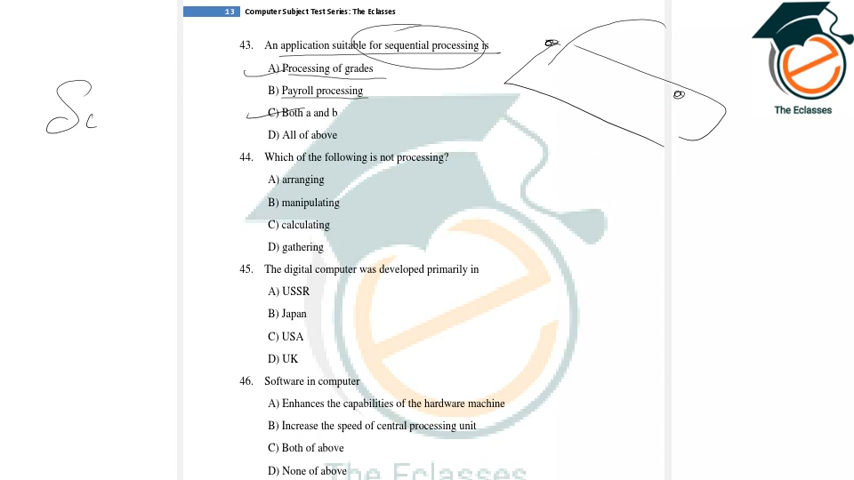 13 Computer Subject Test Series: The Eclasses
43. An application suitable for sequential processing is
A) Processing of grades
B) Payroll processing
C) Both a and b
D) All of above
44. Which of the following is not processing?
A) arranging
B) manipulating
C) calculating
D) gathering
45. The digital computer was developed primarily in
A) USSR
B) Japan
C) USA
D) UK
46. Software in computer
A) Enhances the capabilities of the hardware machine
B) Increase the speed of central processing unit
C) Both of above
D) None of above
The Eclasses
The Eclasses